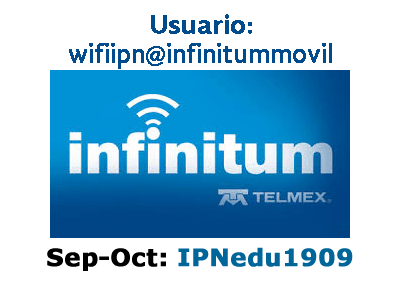 Usuario:
wifiipn@infinitummovil
infinitum
TELMEX®
Sep-Oct: IPNedu1909